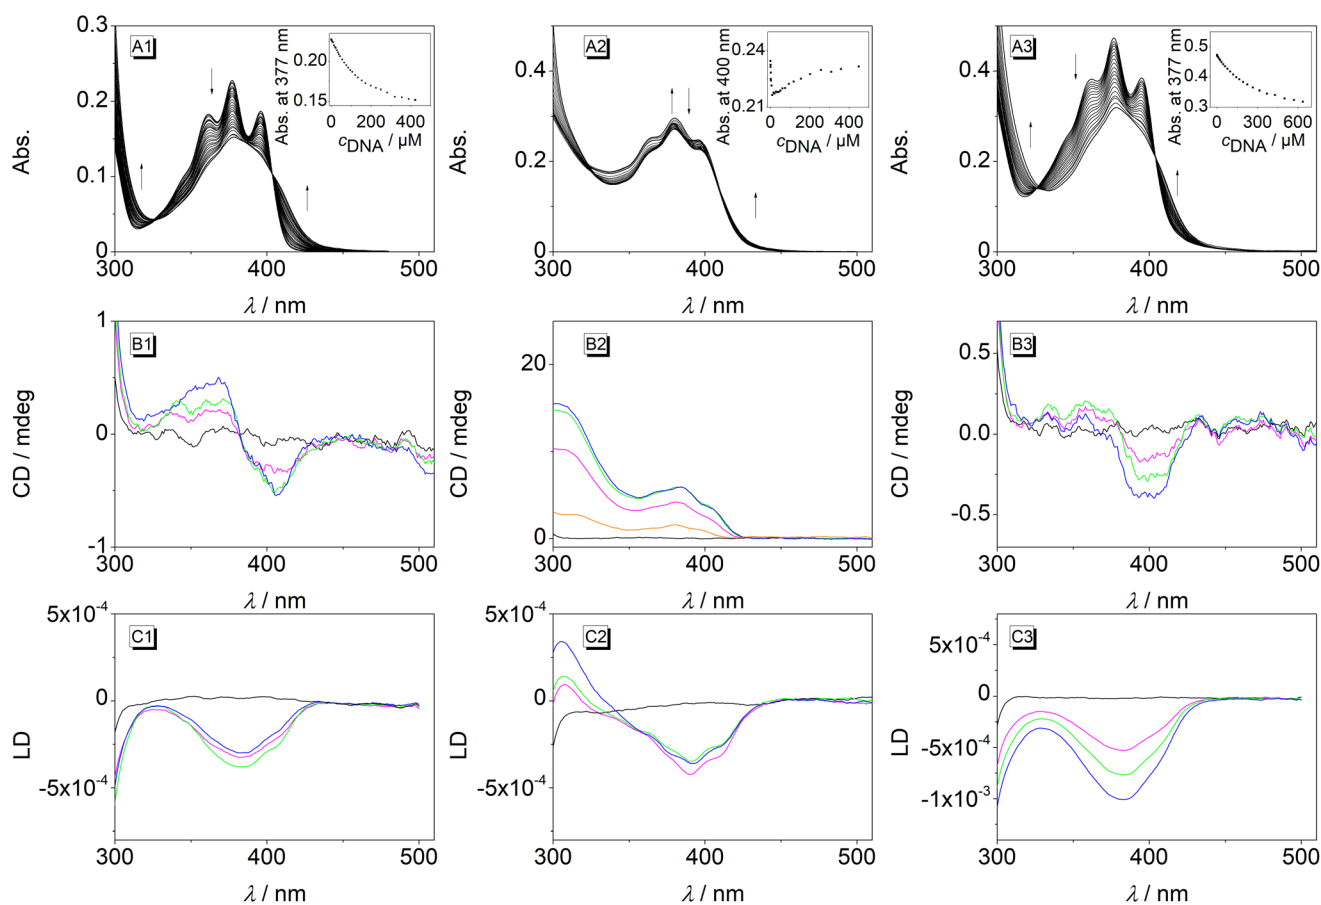 A1
Abs.
0.3
0.2
0.1
0
300
400
500
λ / nm
Abs. at 377 nm
0.20
0.15
0
200
400
cDNA / µM
A2
Abs.
0.4
0.2
0
300
400
500
λ / nm
Abs. at 400 nm
0.24
0.21
0
200
400
cDNA / µM
A3
Abs.
0.4
0.2
0
300
400
500
λ / nm
Abs. at 377 nm
0.5
0.4
0.3
0
300
600
cDNA / µM
B1
CD / mdeg
1
0
-1
300
400
500
λ / nm
B2
CD / mdeg
20
0
300
400
500
λ / nm
B3
CD / mdeg
0.5
0.0
-0.5
300
400
500
λ / nm
C1
LD
5x10-4
0
-5x10-4
300
400
500
λ / nm
C2
LD
5x10-4
0
-5x10-4
300
400
500
λ / nm
C3
LD
5x10-4
0
-5x10-4
-1x10-3
300
400
500
λ / nm